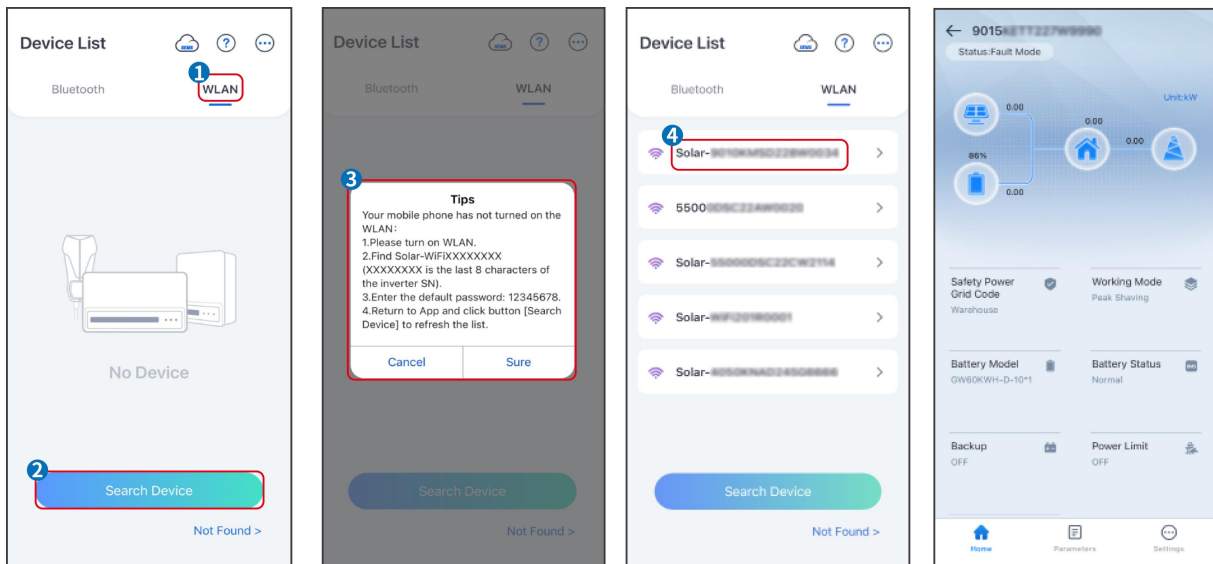 Device List
SEMS
?
1
Bluetooth
WLAN
No Device
2
Search Device
Not Found >
Device List
?
Bluetooth
WLAN
3
Tips
Your mobile phone has not turned on the
WLAN:
1.Please turn on WLAN.
2.Find Solar-WiFiXXXXXXXX
(XXXXXXXX is the last 8 characters of
the inverter SN).
3.Enter the default password: 12345678.
4.Return to App and click button [Search
Device] to refresh the list.
Cancel
Sure
Search Device
Not Found >
Device List
?
Bluetooth
WLAN
4
Solar-
5500
Solar-
Solar-
Solar-
Search Device
Not Found >
9015
Status:Fault Mode
Unit:kW
0.00
0.00
0.00
86%
0.00
Safety Power
Grid Code
Warehouse
Working Mode
Peak Shaving
Battery Model
GW60KWH-D-10*1
Battery Status
Normal
Backup
OFF
Power Limit
OFF
Home
Parameters
Settings